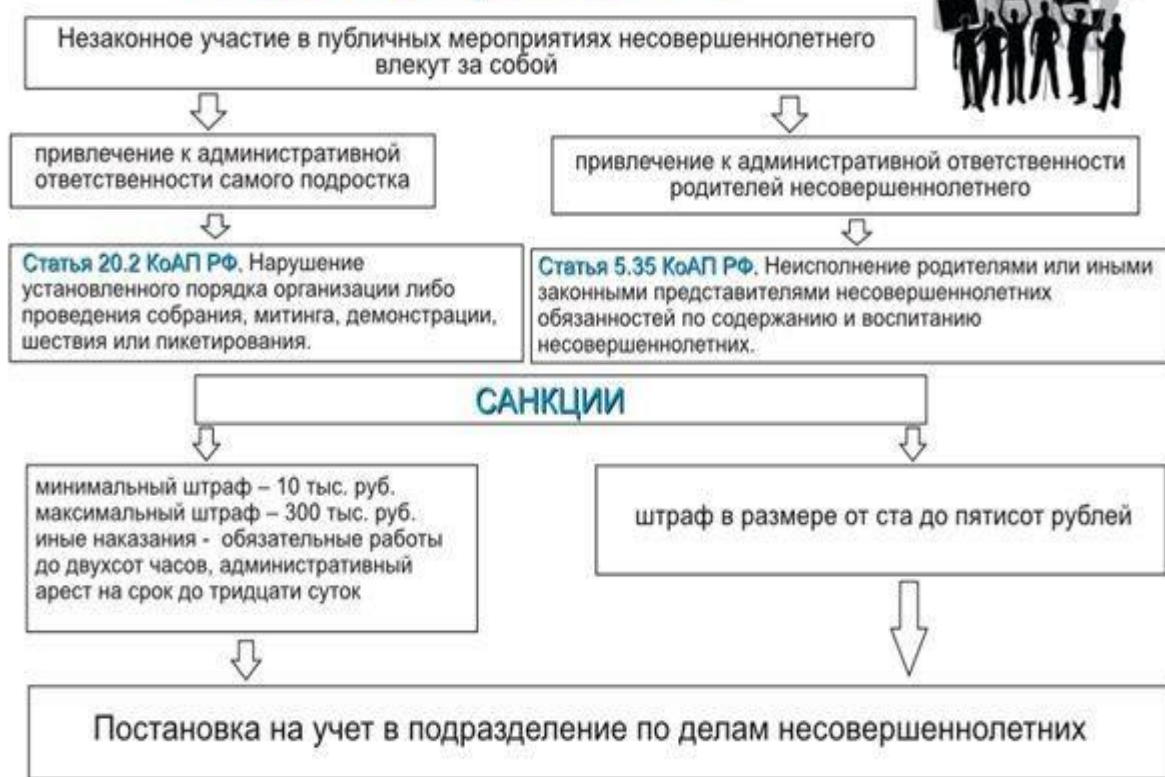 Незаконное участие в публичных мероприятиях несовершеннолетнего
влекут за собой
привлечение к административной
ответственности самого подростка
привлечение к административной ответственности
родителей несовершеннолетнего
Статья 20.2 КоАП РФ. Нарушение
установленного порядка организации либо
проведения собрания, митинга, демонстрации,
шествия или пикетирования.
Статья 5.35 КоАП РФ. Неисполнение родителями или иными
законными представителями несовершеннолетних
обязанностей по содержанию и воспитанию
несовершеннолетних.
САНКЦИИ
минимальный штраф – 10 тыс. руб.
максимальный штраф – 300 тыс. руб.
иные наказания - обязательные работы
до двухсот часов, административный
арест на срок до тридцати суток
штраф в размере от ста до пятисот рублей
Постановка на учет в подразделение по делам несовершеннолетних